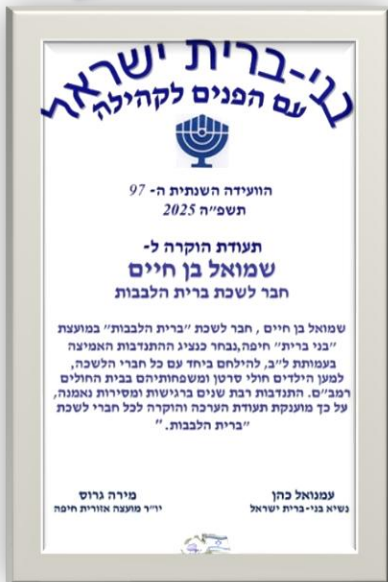 בני-ברית ישראל
עם הפנים לקהילה
הוועידה השנתית ה- 97
תשפ״ה 2025
תעודת הוקרה ל-
שמואל בן חיים
חבר לשכת ברית הלבבות
שמואל בן חיים , חבר לשכת ״ברית הלבבות״ במועצת
״בני ברית״ חיפה,נבחר כנציג ההתנדבות האמיצה
בעמותת ל״ב, להילחם ביחד עם כל חברי הלשכה,
למען הילדים חולי סרטן ומשפחותיהם בבית החולים
רמב״ם. התנדבות רבת שנים ברגישות ומסירות נאמנה,
על כך מוענקת תעודת הערכה והוקרה לכל חברי לשכת
״ברית הלבבות. ״
עמנואל כהן
נשיא בני-ברית ישראל
מירה גרוס
יו״ר מועצה אזורית חיפה